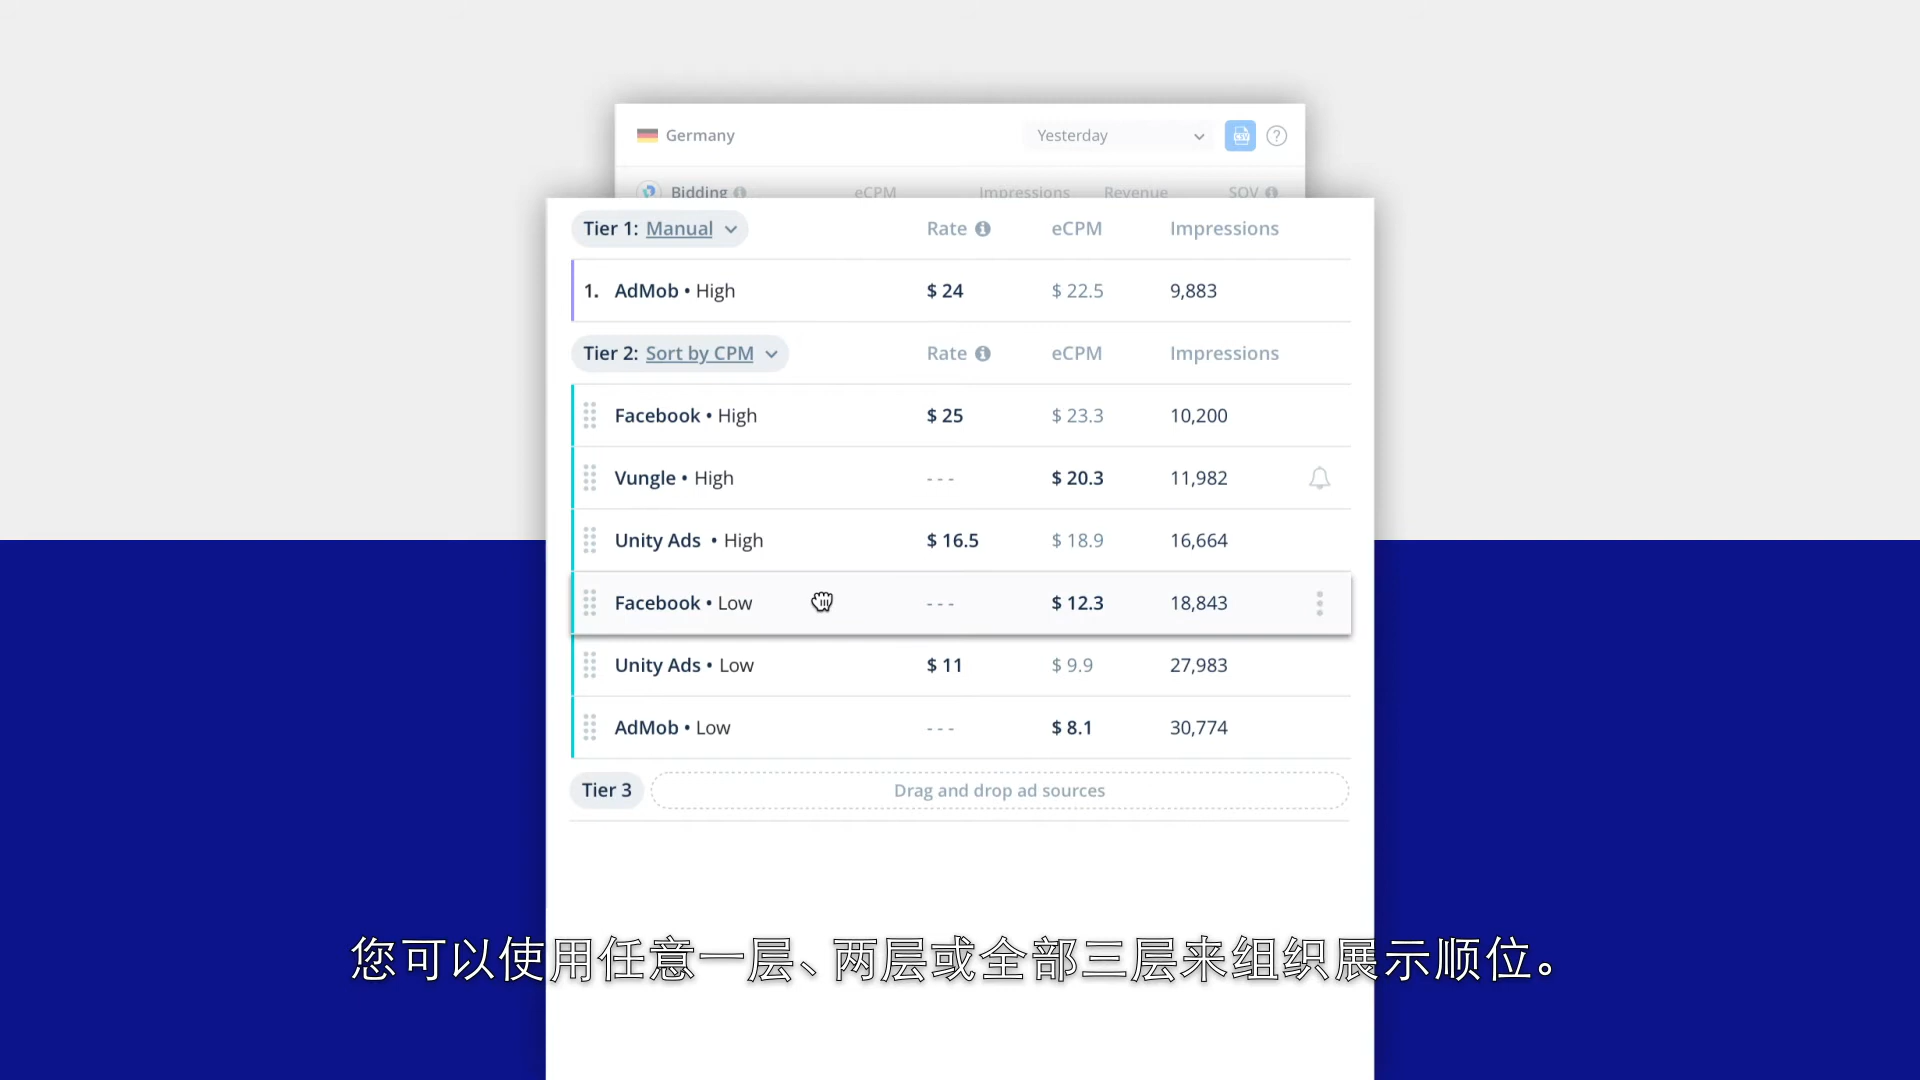 Germany
Yesterday
CSV
?
Bidding
eCPM
Impressions
Revenue
SOV
Tier 1: Manual
Rate
eCPM
Impressions
1. AdMob • High
$ 24
$ 22.5
9,883
Tier 2: Sort by CPM
Rate
eCPM
Impressions
Facebook • High
$ 25
$ 23.3
10,200
Vungle • High
- - -
$ 20.3
11,982
Unity Ads • High
$ 16.5
$ 18.9
16,664
Facebook • Low
- - -
$ 12.3
18,843
Unity Ads • Low
$ 11
$ 9.9
27,983
AdMob • Low
- - -
$ 8.1
30,774
Tier 3
Drag and drop ad sources
您可以使用任意一层、两层或全部三层来组织展示顺位。